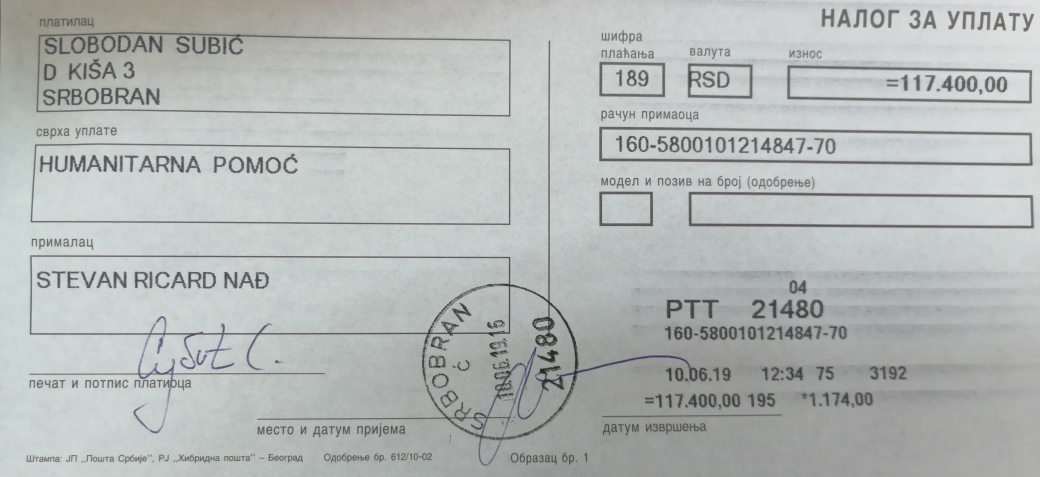 НАЛОГ ЗА УПЛАТУ
платилац
SLOBODAN SUBIĆ
D KIŠA 3
SRBOBRAN
сврха уплате
HUMANITARNA POMOĆ
прималац
STEVAN RICARD NAĐ
печат и потпис платиоца
место и датум пријема
шифра плаћања
189
валута
RSD
износ
=117.400,00
рачун примаоца
160-5800101214847-70
модел и позив на број (одобрење)
04
PTT 21480
160-5800101214847-70
10.06.19 12:34 75 3192
=117.400,00 195 *1.174,00
датум извршења
SRBOBRAN
ć
10.06.19.16
21480
Штампа: ЈП „Пошта Србије", РЈ „Хибридна пошта" – Београд Одобрење бр. 612/10-02 Образац бр. 1